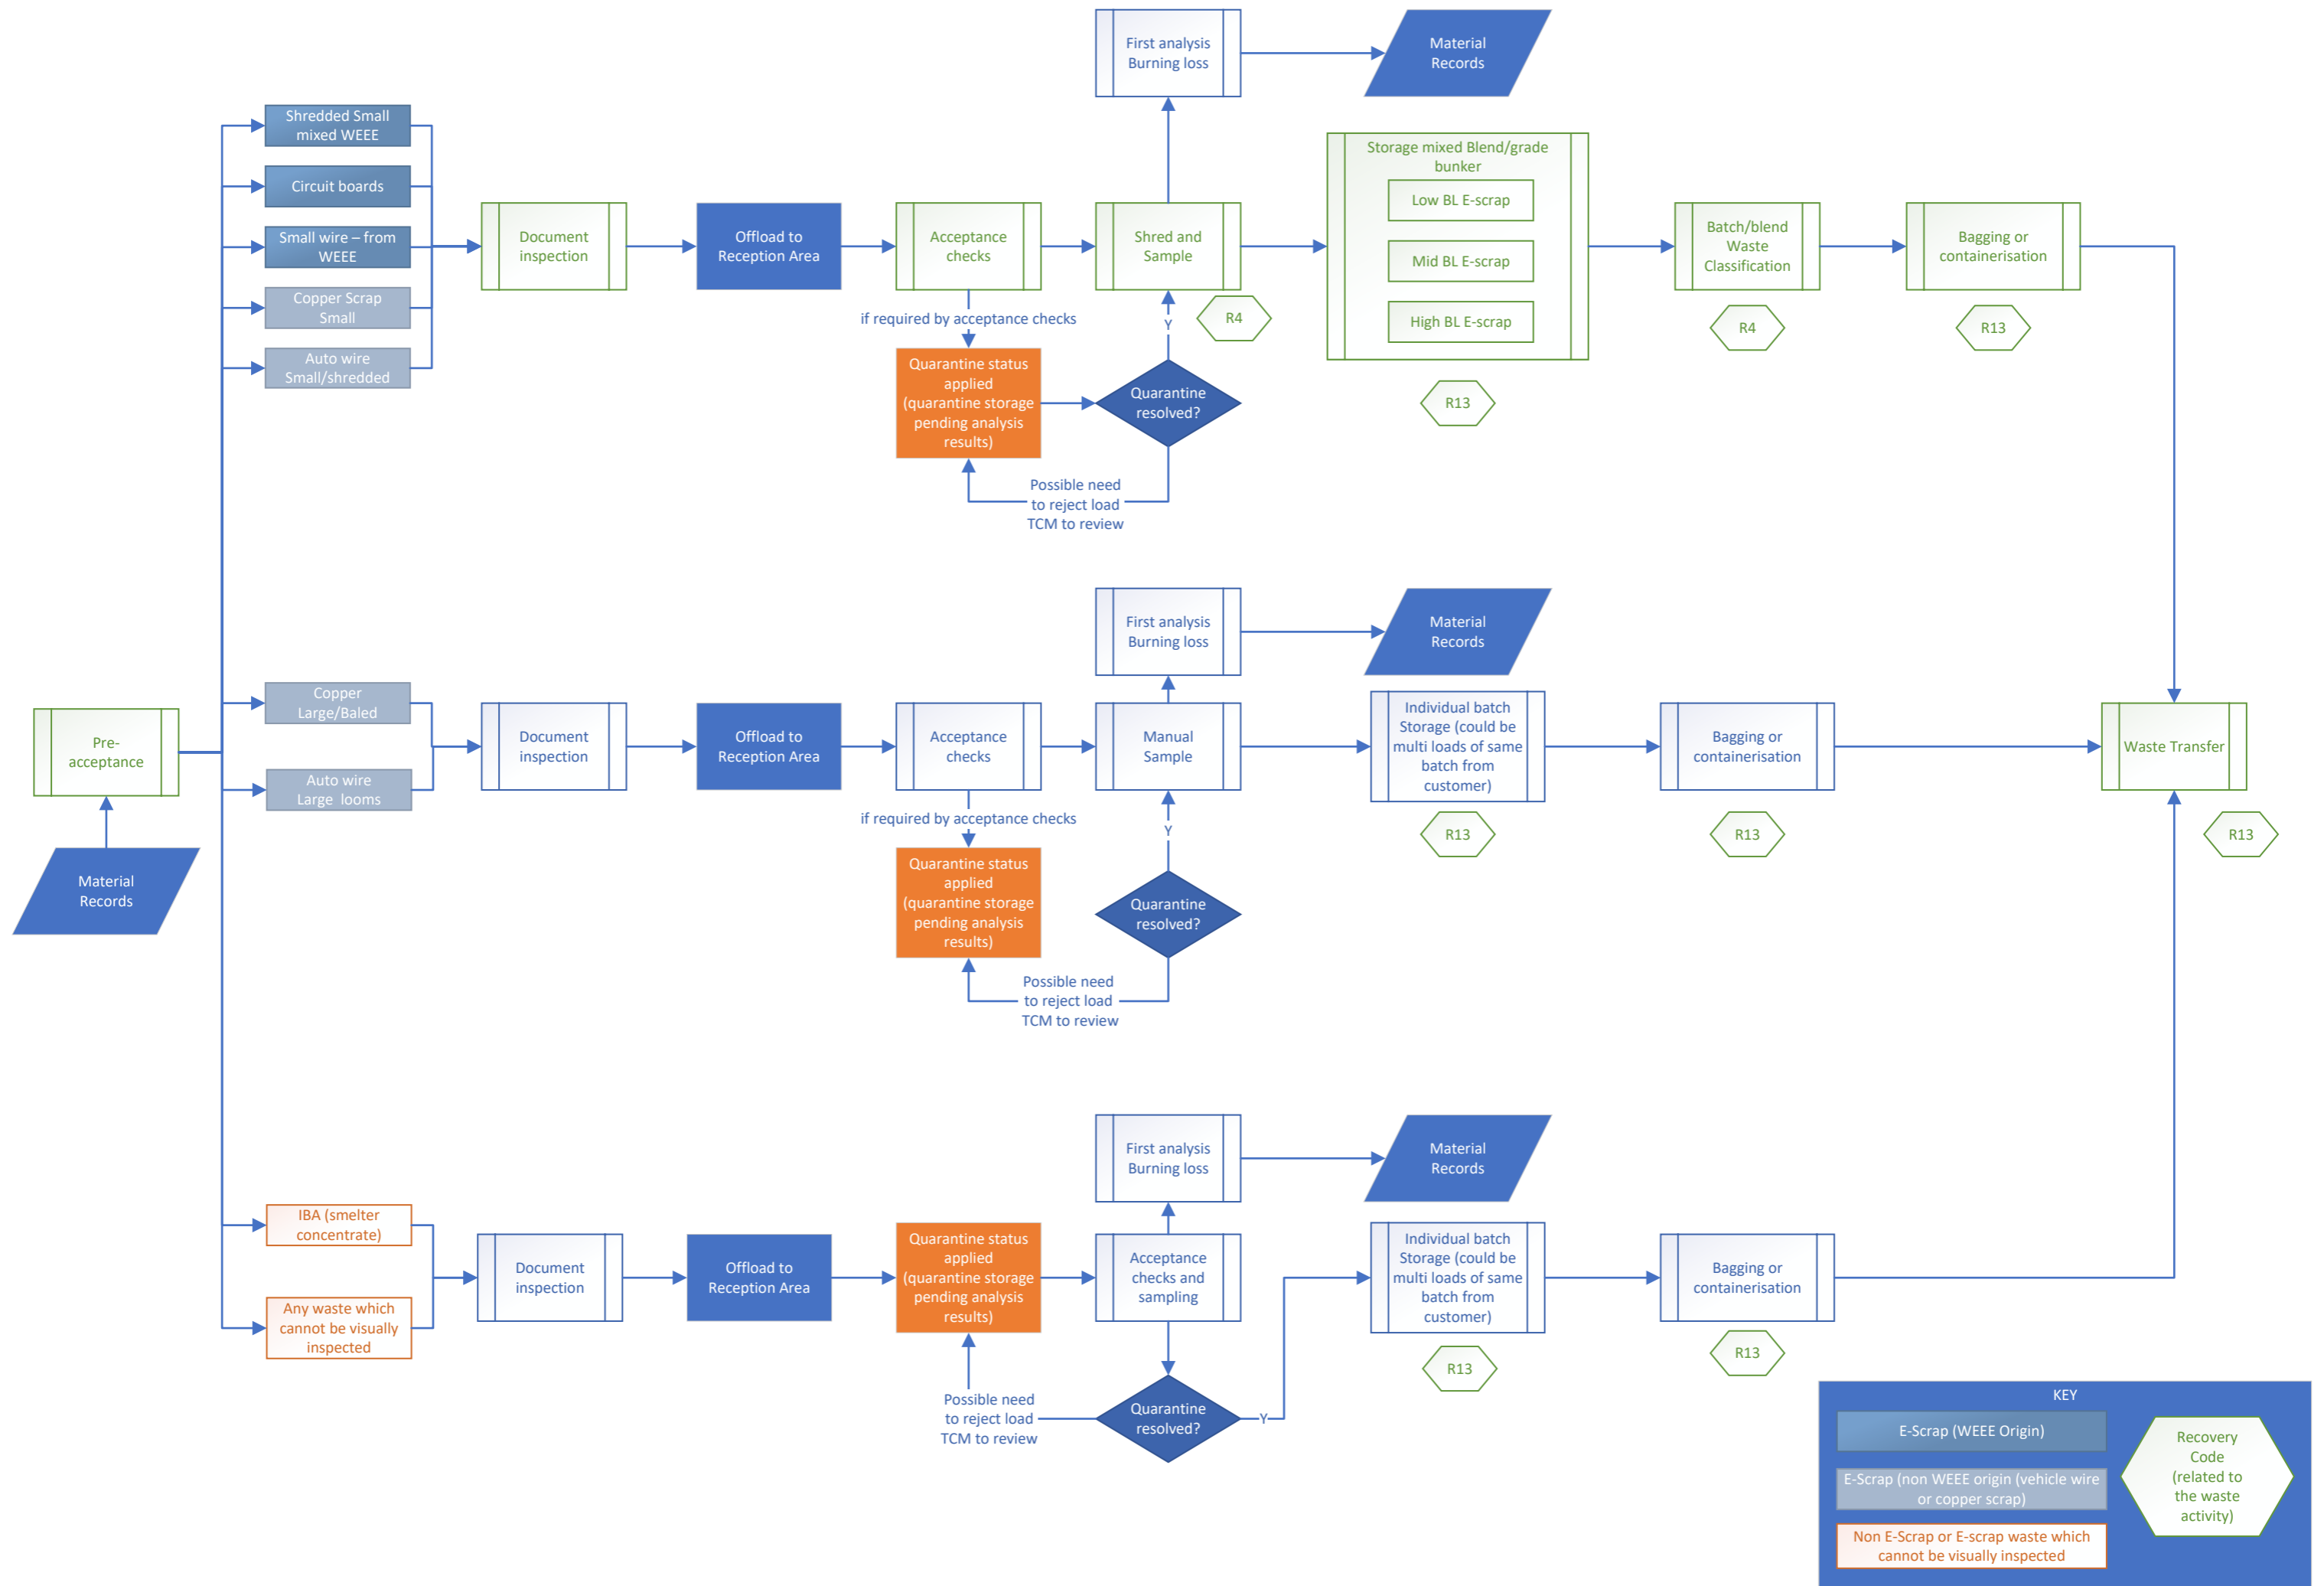 First analysis
Burning loss
Material
Records
Shredded Small
mixed WEEE
Circuit boards
Small wire – from
WEEE
Copper Scrap
Small
Auto wire
Small/shredded
Document
inspection
Offload to
Reception Area
Acceptance
checks
if required by acceptance checks
Quarantine status
applied
(quarantine storage
pending analysis
results)
Shred and
Sample
R4
Y
Quarantine
resolved?
Possible need
to reject load
TCM to review
Storage mixed Blend/grade
bunker
Low BL E-scrap
Mid BL E-scrap
High BL E-scrap
R13
Batch/blend
Waste
Classification
R4
Bagging or
containerisation
R13
Pre-
acceptance
Material
Records
Copper
Large/Baled
Auto wire
Large looms
Document
inspection
Offload to
Reception Area
Acceptance
checks
if required by acceptance checks
Quarantine status
applied
(quarantine storage
pending analysis
results)
First analysis
Burning loss
Material
Records
Manual
Sample
Y
Quarantine
resolved?
Possible need
to reject load
TCM to review
Individual batch
Storage (could be
multi loads of same
batch from
customer)
R13
Bagging or
containerisation
R13
Waste Transfer
R13
IBA (smelter
concentrate)
Any waste which
cannot be visually
inspected
Document
inspection
Offload to
Reception Area
Quarantine status
applied
(quarantine storage
pending analysis
results)
First analysis
Burning loss
Material
Records
Acceptance
checks and
sampling
Possible need
to reject load
TCM to review
Quarantine
resolved?
Y
Individual batch
Storage (could be
multi loads of same
batch from
customer)
R13
Bagging or
containerisation
R13
KEY
E-Scrap (WEEE Origin)
E-Scrap (non WEEE origin (vehicle wire
or copper scrap)
Non E-Scrap or E-scrap waste which
cannot be visually inspected
Recovery
Code
(related to
the waste
activity)